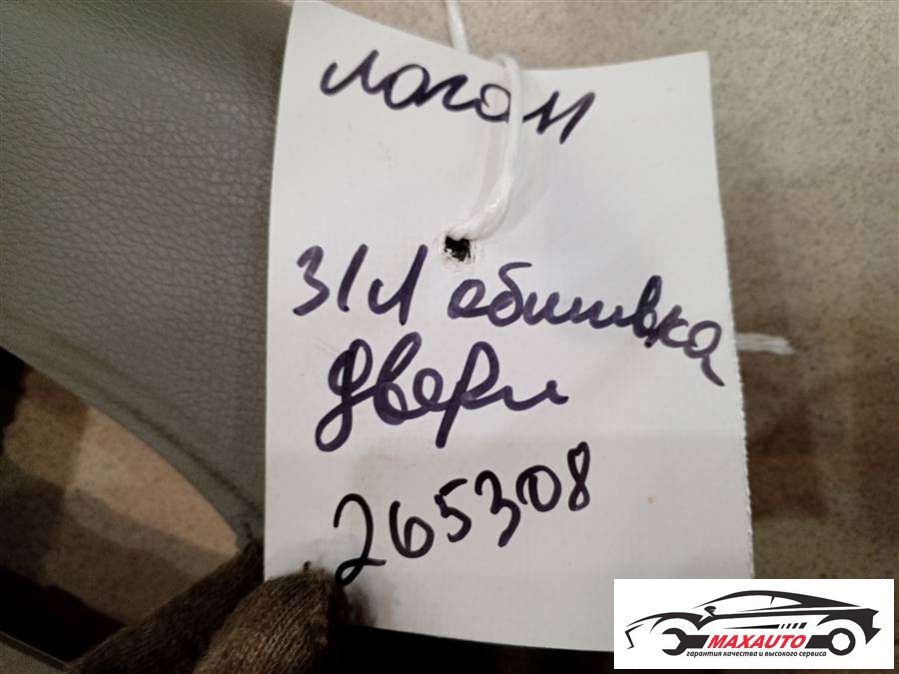 логан
З/Л обшивка
двери
265308
MAXAUTO
гарантия качества и высокого сервиса